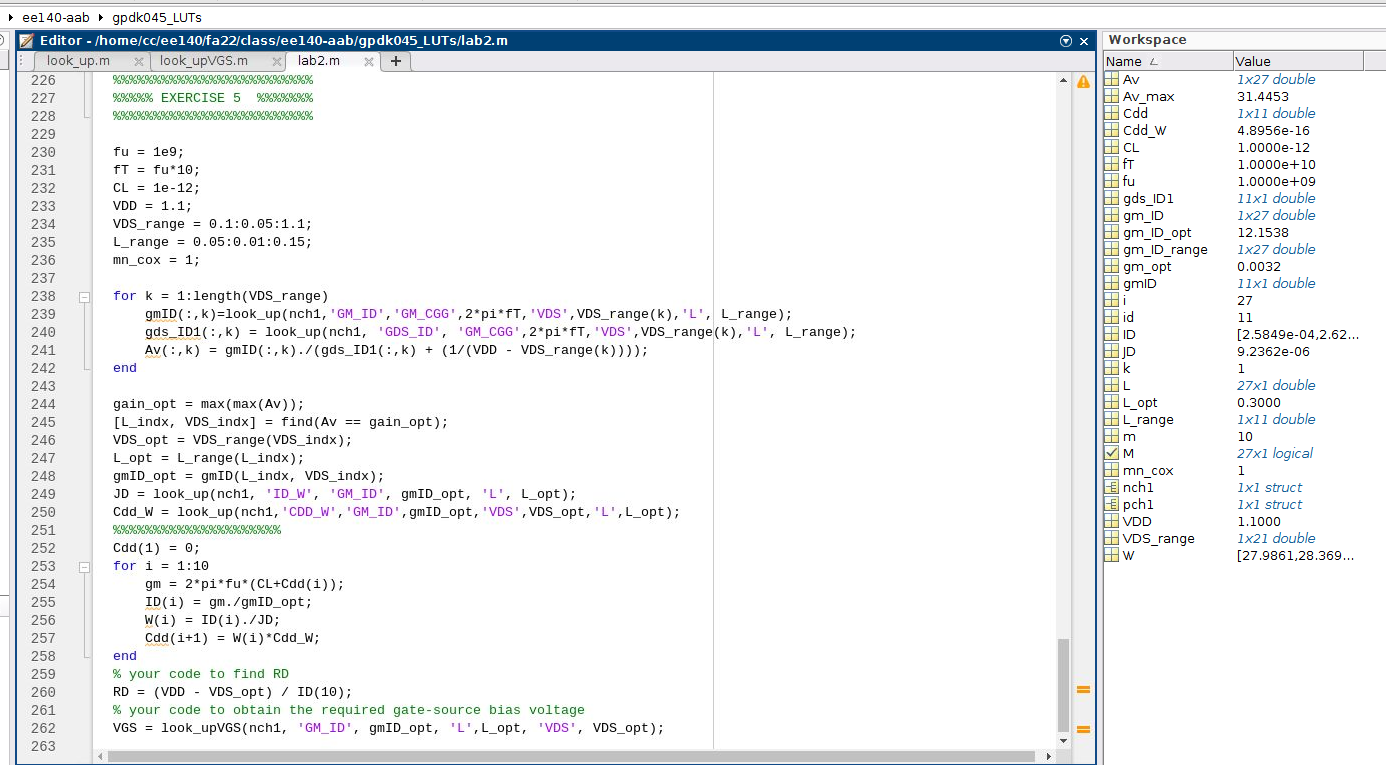 ee140-aab gpdk045_LUTs
Editor - /home/cc/ee140/fa22/class/ee140-aab/gpdk045_LUTs/lab2.m
look_up.m look_upVGS.m lab2.m +
226 %%%%%%%%%%%%%%%%%%%%%%%%%
227 %%%%% EXERCISE 5  %%%%%%%
228 %%%%%%%%%%%%%%%%%%%%%%%%%
229
230 fu = 1e9;
231 fT = fu*10;
232 CL = 1e-12;
233 VDD = 1.1;
234 VDS_range = 0.1:0.05:1.1;
235 L_range = 0.05:0.01:0.15;
236 mn_cox = 1;
237
238 for k = 1:length(VDS_range)
239     gmID(:,k)=look_up(nch1,'GM_ID','GM_CGG',2*pi*fT,'VDS',VDS_range(k),'L', L_range);
240     gds_ID1(:,k) = look_up(nch1, 'GDS_ID', 'GM_CGG',2*pi*fT,'VDS',VDS_range(k),'L', L_range);
241     Av(:,k) = gmID(:,k)./(gds_ID1(:,k) + (1/(VDD - VDS_range(k))));
242 end
243
244 gain_opt = max(max(Av));
245 [L_indx, VDS_indx] = find(Av == gain_opt);
246 VDS_opt = VDS_range(VDS_indx);
247 L_opt = L_range(L_indx);
248 gmID_opt = gmID(L_indx, VDS_indx);
249 JD = look_up(nch1, 'ID_W', 'GM_ID', gmID_opt, 'L', L_opt);
250 Cdd_W = look_up(nch1,'CDD_W','GM_ID',gmID_opt,'VDS',VDS_opt,'L',L_opt);
251 %%%%%%%%%%%%%%%%%%%%%
252 Cdd(1) = 0;
253 for i = 1:10
254     gm = 2*pi*fu*(CL+Cdd(i));
255     ID(i) = gm./gmID_opt;
256     W(i) = ID(i)./JD;
257     Cdd(i+1) = W(i)*Cdd_W;
258 end
259 % your code to find RD
260 RD = (VDD - VDS_opt) / ID(10);
261 % your code to obtain the required gate-source bias voltage
262 VGS = look_upVGS(nch1, 'GM_ID', gmID_opt, 'L',L_opt, 'VDS', VDS_opt);
263
Workspace
Name Value
Av 1x27 double
Av_max 31.4453
Cdd 1x11 double
Cdd_W 4.8956e-16
CL 1.0000e-12
fT 1.0000e+10
fu 1.0000e+09
gds_ID1 11x1 double
gm_ID 1x27 double
gm_ID_opt 12.1538
gm_ID_range 1x27 double
gm_opt 0.0032
gmID 11x1 double
i 27
id 11
ID [2.5849e-04,2.62...
JD 9.2362e-06
k 1
L 27x1 double
L_opt 0.3000
L_range 1x11 double
m 10
M 27x1 logical
mn_cox 1
nch1 1x1 struct
pch1 1x1 struct
VDD 1.1000
VDS_range 1x21 double
W [27.9861,28.369...